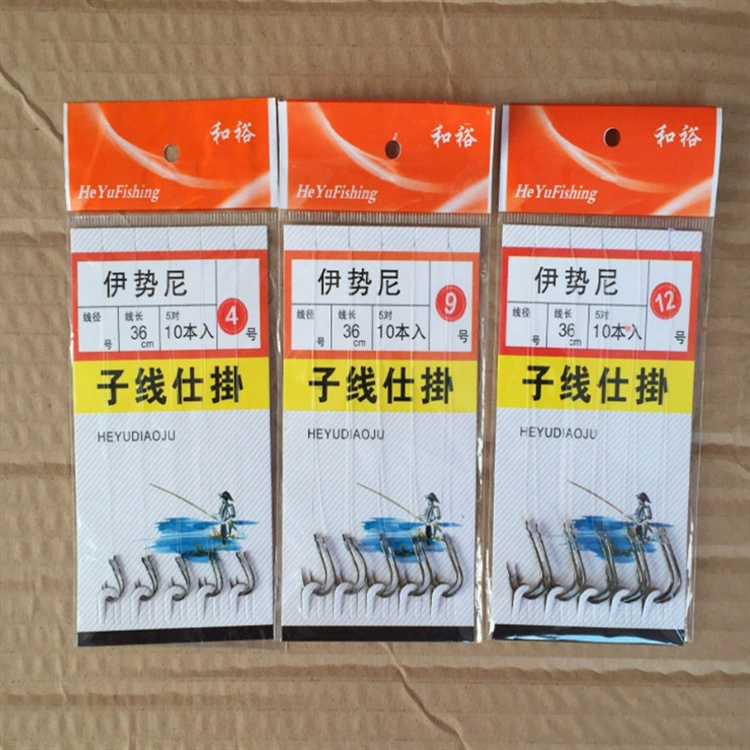 和裕
HeYuFishing
伊势尼
线径
号
线长
36
cm
5对
10本入
4
号
子线仕掛
HEYUDIAOJU
和裕
HeYuFishing
伊势尼
线径
号
线长
36
cm
5对
10本入
9
号
子线仕掛
HEYUDIAOJU
和裕
HeYuFishing
伊势尼
线径
号
线长
36
cm
5对
10本入
12
号
子线仕掛
HEYUDIAOJU